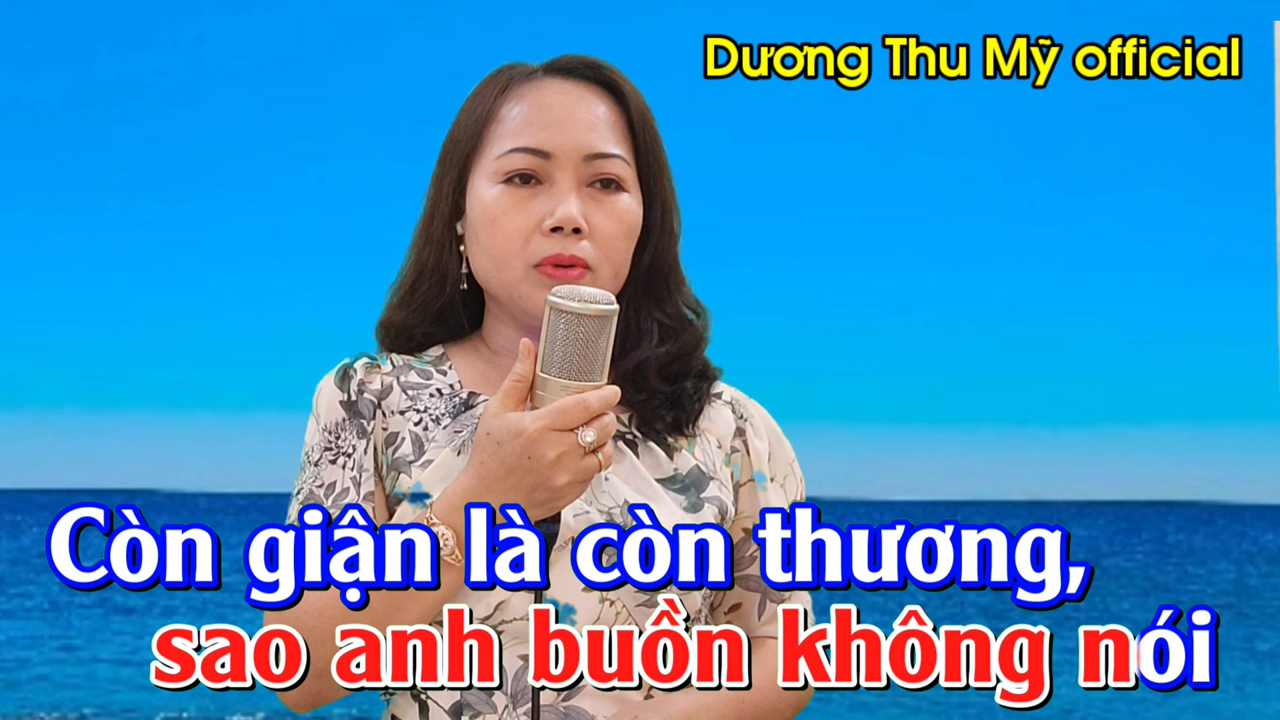 Dương Thu Mỹ official
Còn giận là còn thương,
sao anh buồn không nói